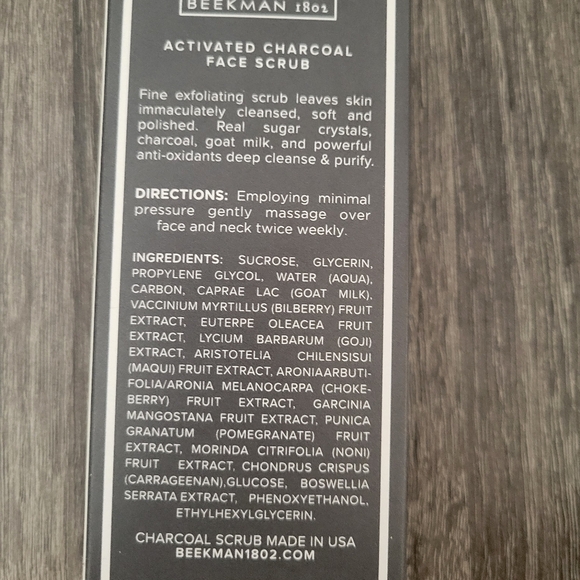 BEEKMAN 1802
ACTIVATED CHARCOAL
FACE SCRUB
Fine exfoliating scrub leaves skin
immaculately cleansed, soft and
polished. Real sugar crystals,
charcoal, goat milk, and powerful
anti-oxidants deep cleanse & purify.
DIRECTIONS: Employing minimal
pressure gently massage over
face and neck twice weekly.
INGREDIENTS: SUCROSE, GLYCERIN,
PROPYLENE GLYCOL, WATER (AQUA),
CARBON, CAPRAE LAC (GOAT MILK),
VACCINIUM MYRTILLUS (BILBERRY) FRUIT
EXTRACT, EUTERPE OLEACEA FRUIT
EXTRACT, LYCIUM BARBARUM (GOJI)
EXTRACT, ARISTOTELIA CHILENSISUI
(MAQUI) FRUIT EXTRACT, ARONIAARBUTI-
FOLIA/ARONIA MELANOCARPA (CHOKE-
BERRY) FRUIT EXTRACT, GARCINIA
MANGOSTANA FRUIT EXTRACT, PUNICA
GRANATUM (POMEGRANATE) FRUIT
EXTRACT, MORINDA CITRIFOLIA (NONI)
FRUIT EXTRACT, CHONDRUS CRISPUS
(CARRAGEENAN),GLUCOSE, BOSWELLIA
SERRATA EXTRACT, PHENOXYETHANOL,
ETHYLHEXYLGLYCERIN.
CHARCOAL SCRUB MADE IN USA
BEEKMAN1802.COM